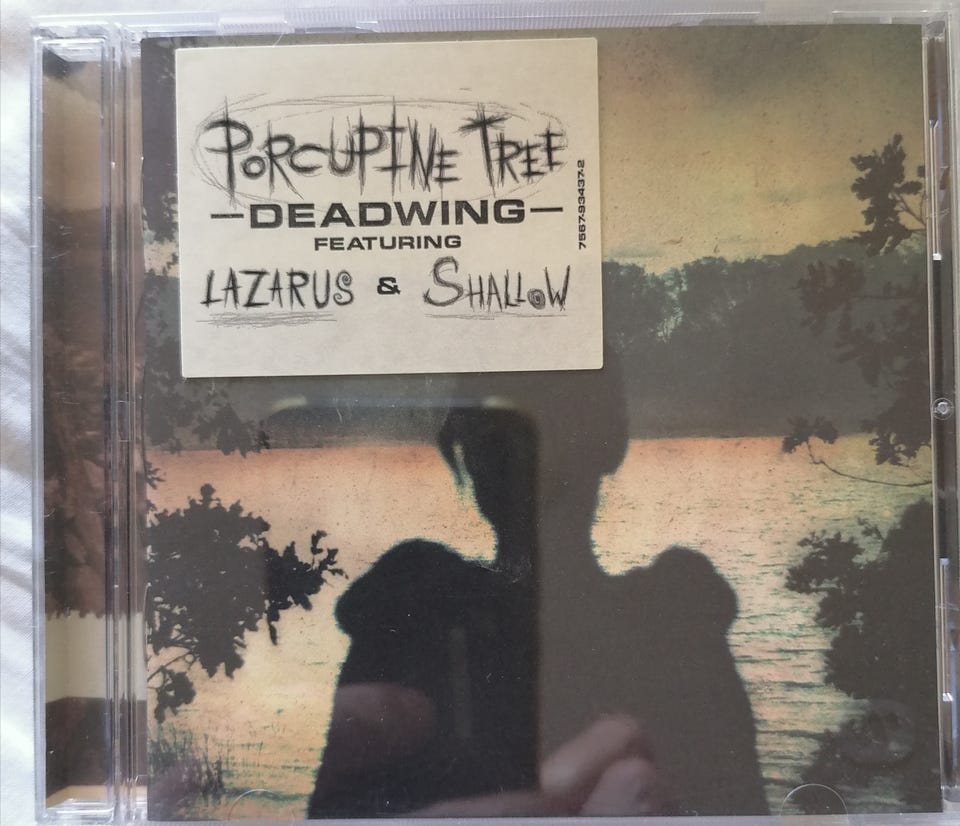 PORCUPINE TREE
—DEADWING—
FEATURING
LAZARUS & SHALLOW
7567-93437-2